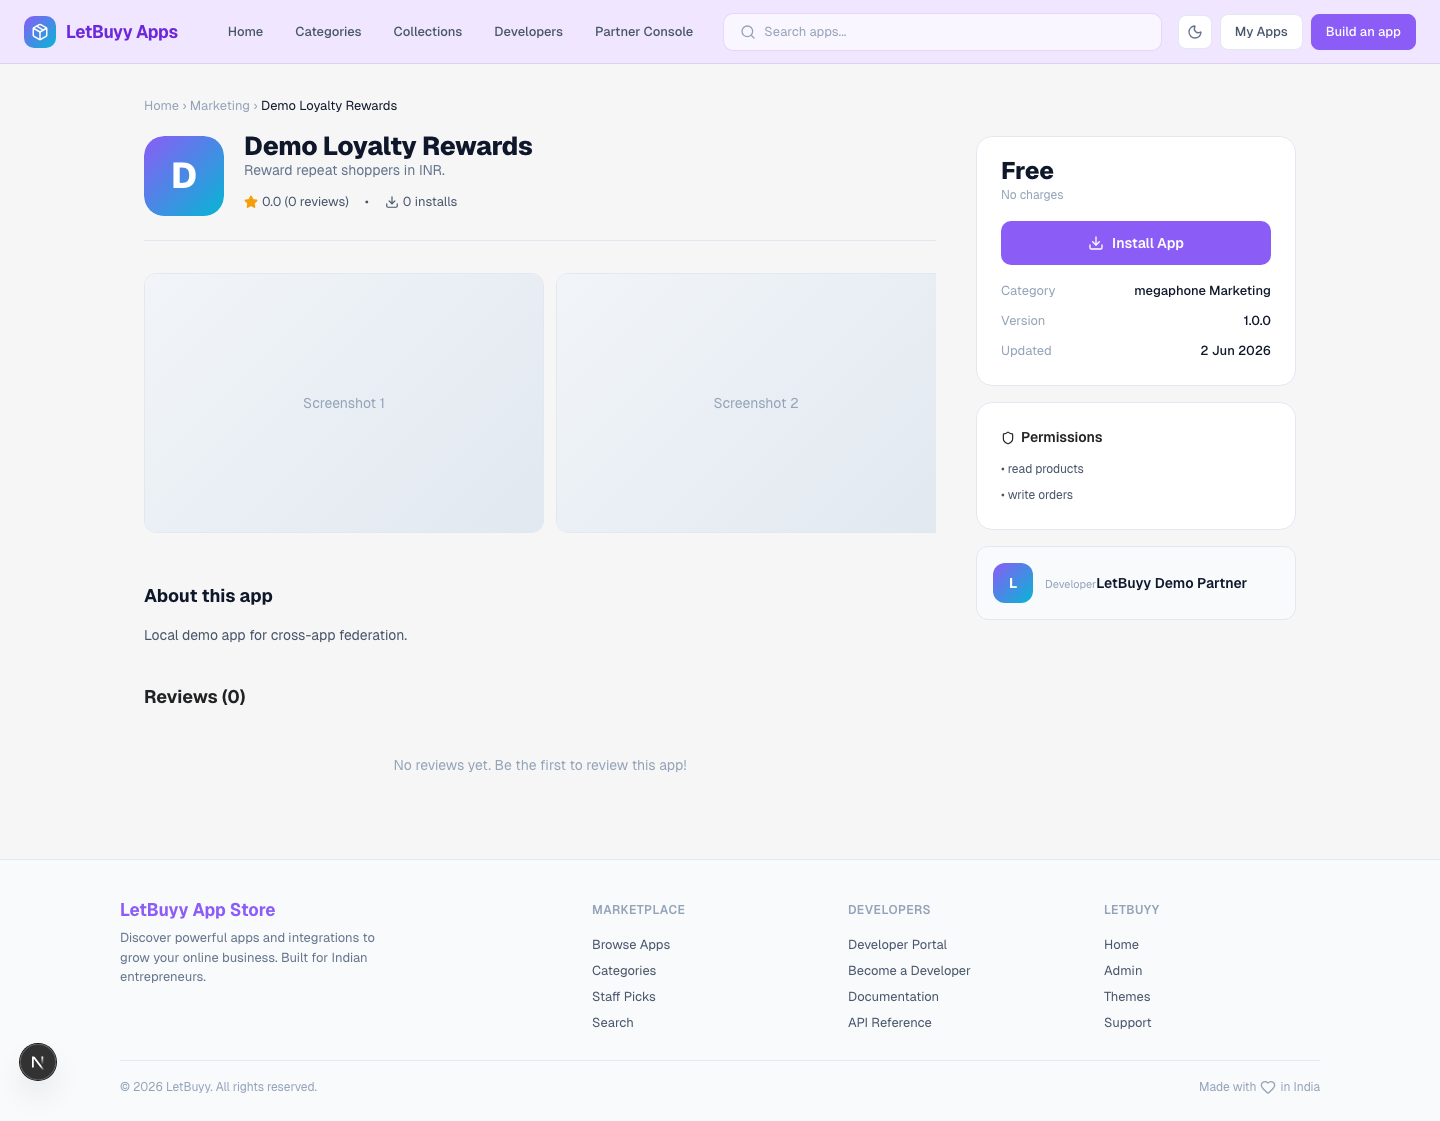 LetBuyy Apps
Home
Categories
Collections
Developers
Partner Console
Search apps...
My Apps
Build an app
Home › Marketing › Demo Loyalty Rewards
D
Demo Loyalty Rewards
Reward repeat shoppers in INR.
0.0 (0 reviews) • 0 installs
Screenshot 1
Screenshot 2
About this app
Local demo app for cross-app federation.
Reviews (0)
No reviews yet. Be the first to review this app!
Free
No charges
Install App
Category megaphone Marketing
Version 1.0.0
Updated 2 Jun 2026
Permissions
• read products
• write orders
L
DeveloperLetBuyy Demo Partner
LetBuyy App Store
Discover powerful apps and integrations to
grow your online business. Built for Indian
entrepreneurs.
MARKETPLACE
Browse Apps
Categories
Staff Picks
Search
DEVELOPERS
Developer Portal
Become a Developer
Documentation
API Reference
LETBUYY
Home
Admin
Themes
Support
N
© 2026 LetBuyy. All rights reserved.
Made with in India